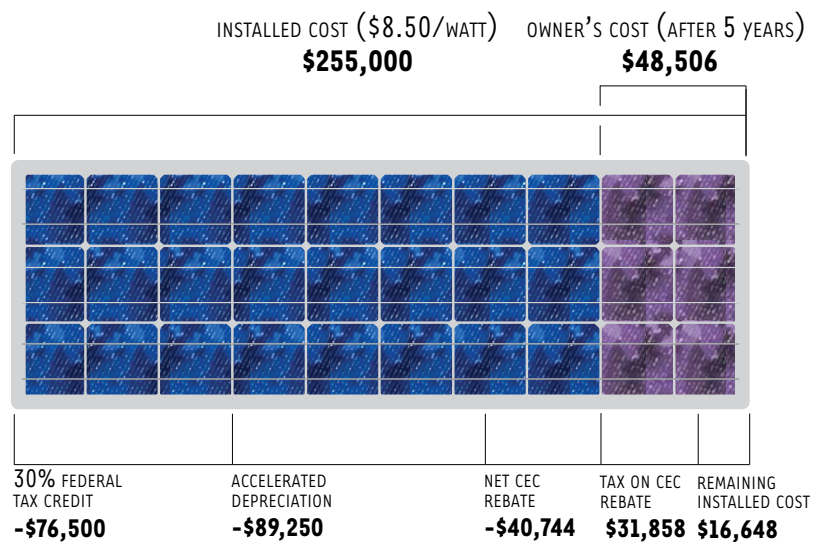 INSTALLED COST ($8.50/WATT)
$255,000
OWNER'S COST (AFTER 5 YEARS)
$48,506
30% FEDERAL
TAX CREDIT
-$76,500
ACCELERATED
DEPRECIATION
-$89,250
NET CEC
REBATE
-$40,744
TAX ON CEC
REBATE
$31,858
REMAINING
INSTALLED COST
$16,648